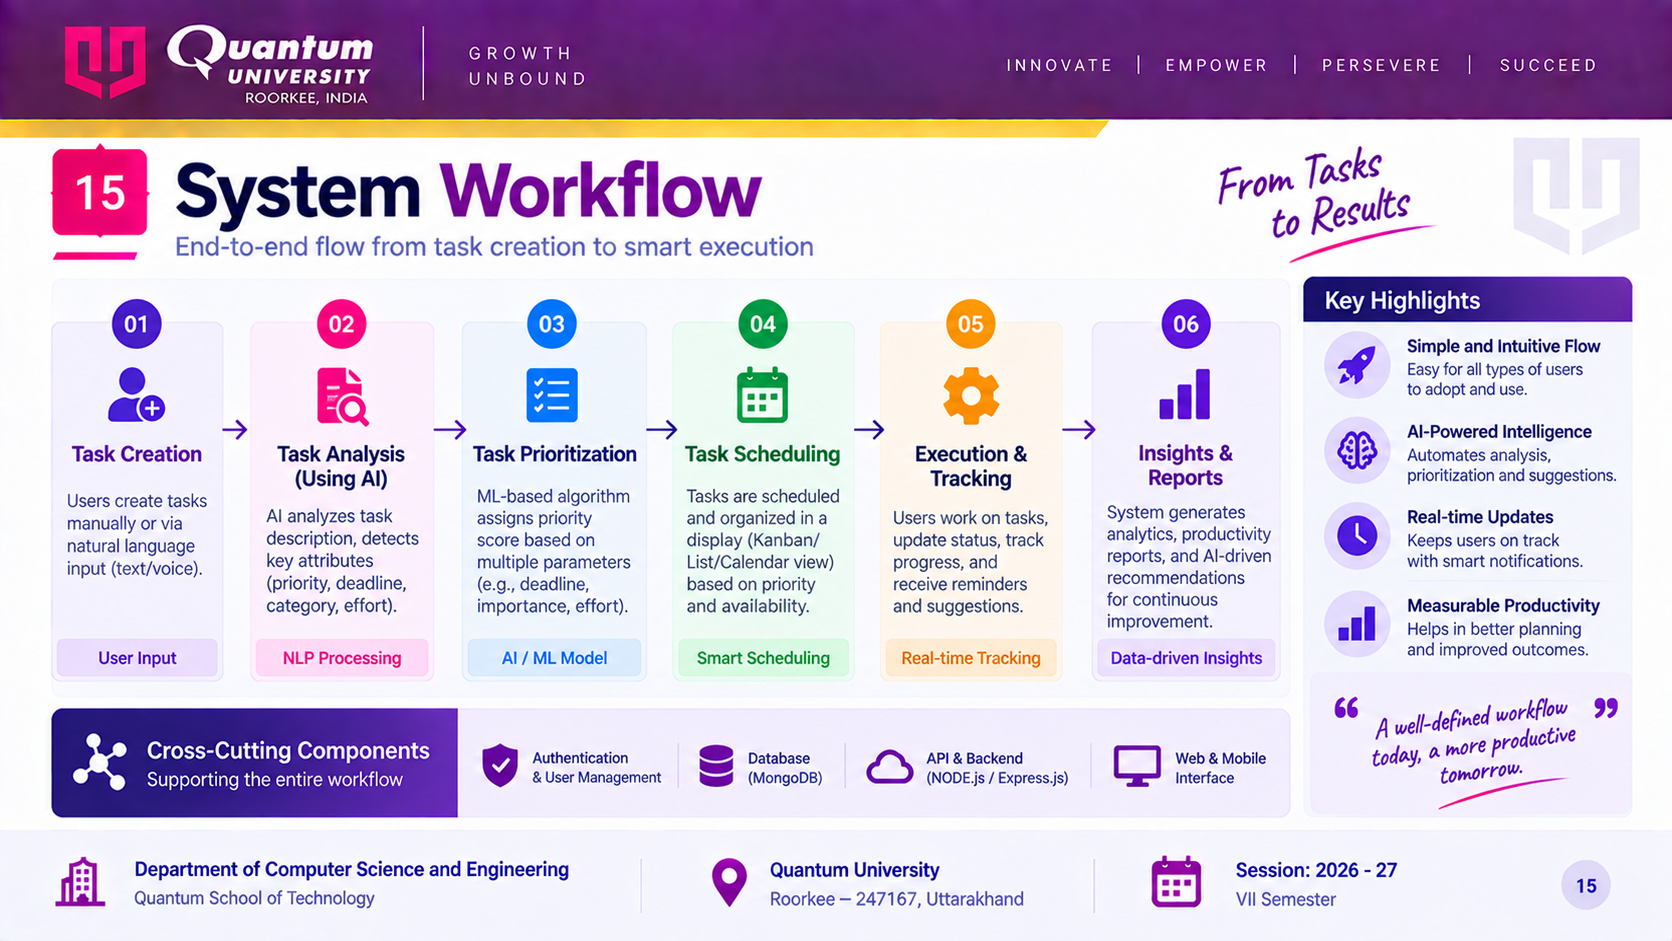 Quantum
UNIVERSITY
ROORKEE, INDIA
GROWTH
UNBOUND
INNOVATE | EMPOWER | PERSEVERE | SUCCEED
15
System Workflow
End-to-end flow from task creation to smart execution
From Tasks
to Results
01
Task Creation
Users create tasks
manually or via
natural language
input (text/voice).
User Input
02
Task Analysis
(Using AI)
AI analyzes task
description, detects
key attributes
(priority, deadline,
category, effort).
NLP Processing
03
Task Prioritization
ML-based algorithm
assigns priority
score based on
multiple parameters
(e.g., deadline,
importance, effort).
AI / ML Model
04
Task Scheduling
Tasks are scheduled
and organized in a
display (Kanban/
List/Calendar view)
based on priority
and availability.
Smart Scheduling
05
Execution &
Tracking
Users work on tasks,
update status, track
progress, and
receive reminders
and suggestions.
Real-time Tracking
06
Insights &
Reports
System generates
analytics, productivity
reports, and AI-driven
recommendations
for continuous
improvement.
Data-driven Insights
Key Highlights
Simple and Intuitive Flow
Easy for all types of users
to adopt and use.
AI-Powered Intelligence
Automates analysis,
prioritization and suggestions.
Real-time Updates
Keeps users on track
with smart notifications.
Measurable Productivity
Helps in better planning
and improved outcomes.
“ A well-defined workflow ”
today, a more productive
tomorrow.
Cross-Cutting Components
Supporting the entire workflow
Authentication
& User Management
Database
(MongoDB)
API & Backend
(NODE.js / Express.js)
Web & Mobile
Interface
Department of Computer Science and Engineering
Quantum School of Technology
Quantum University
Roorkee – 247167, Uttarakhand
Session: 2026 - 27
VII Semester
15